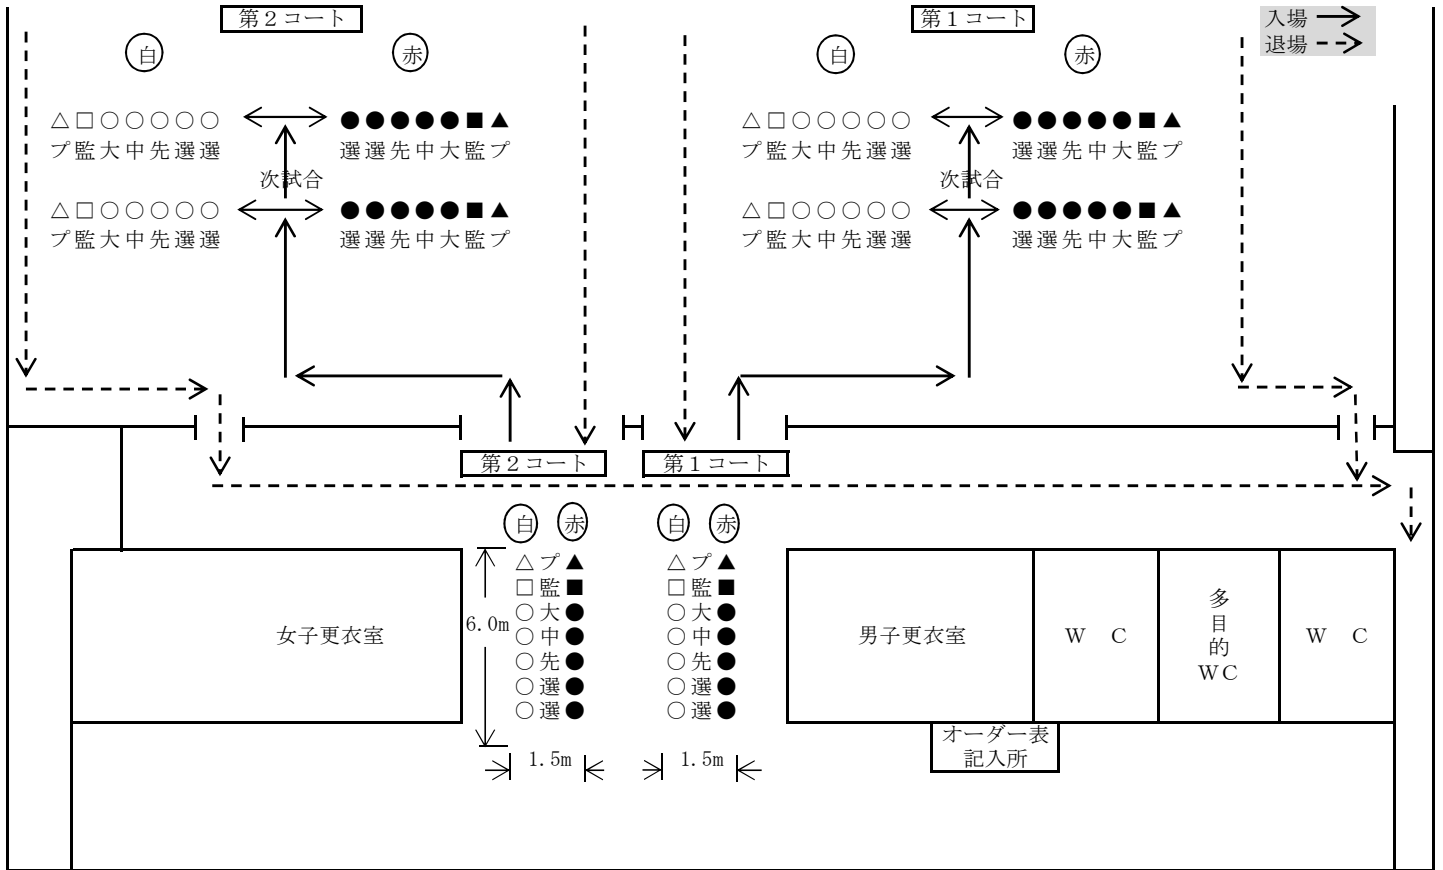 第２コート
第１コート
入場
退場
白
赤
白
赤
△□○○○○○
●●●●●■▲
△□○○○○○
●●●●●■▲
プ監大中先選選
選選先中大監プ
プ監大中先選選
選選先中大監プ
次試合
次試合
△□○○○○○
●●●●●■▲
△□○○○○○
●●●●●■▲
プ監大中先選選
選選先中大監プ
プ監大中先選選
選選先中大監プ
第２コート
第１コート
白
赤
白
赤
△プ▲
□監■
○大●
○中●
○先●
○選●
○選●
△プ▲
□監■
○大●
○中●
○先●
○選●
○選●
6.0m
1.5m
1.5m
女子更衣室
男子更衣室
Ｗ Ｃ
多
目
的
ＷＣ
Ｗ Ｃ
オーダー表
記入所